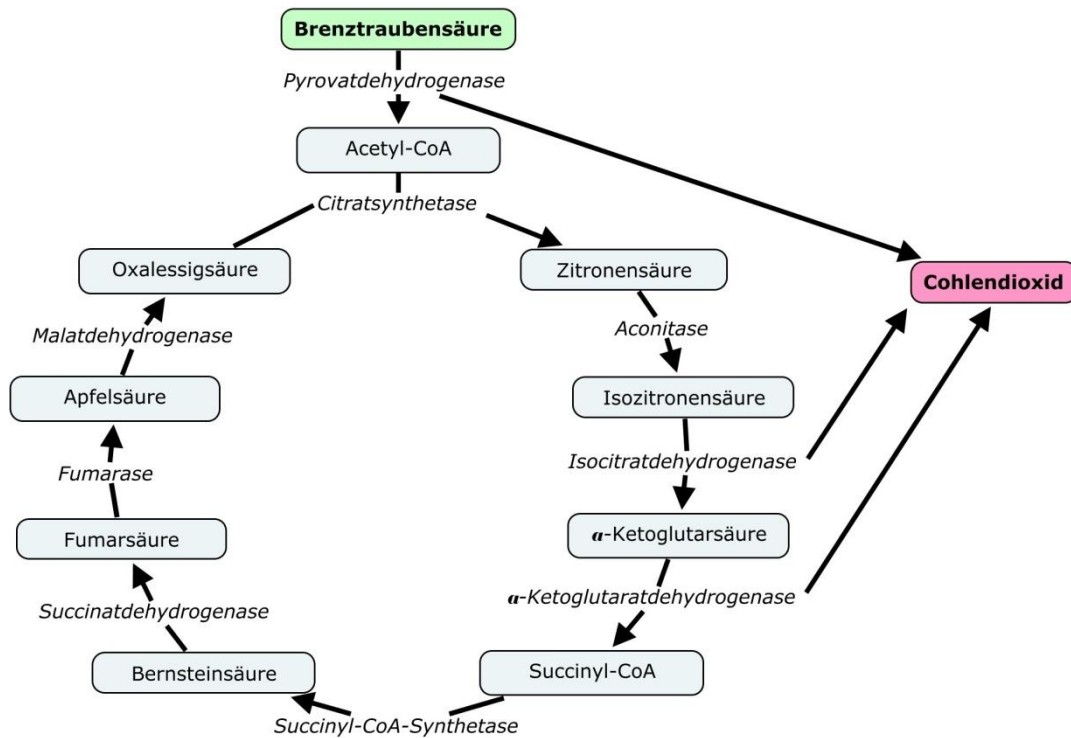 Brenztraubensäure
Pyrovatdehydrogenase
Acetyl-CoA
Citratsynthetase
Oxalessigsäure
Zitronensäure
Cohlendioxid
Malatdehydrogenase
Aconitase
Apfelsäure
Isozitronensäure
Fumarase
Isocitratdehydrogenase
Fumarsäure
α-Ketoglutarsäure
Succinatdehydrogenase
α-Ketoglutaratdehydrogenase
Bernsteinsäure
Succinyl-CoA
Succinyl-CoA-Synthetase